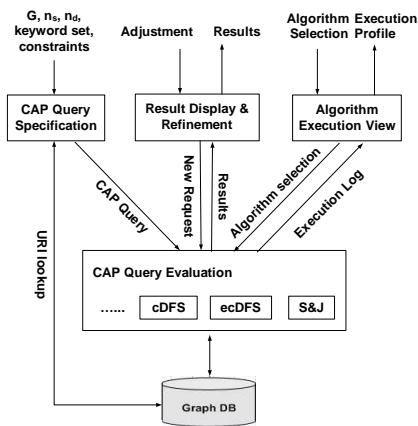 G, ns, nd,
keyword set,
constraints
Adjustment
Results
Algorithm Execution
Selection Profile
CAP Query
Specification
Result Display &
Refinement
Algorithm
Execution View
CAP Query
New Request
Results
Algorithm selection
Execution Log
URI lookup
CAP Query Evaluation
…...
cDFS
ecDFS
S&J
Graph DB